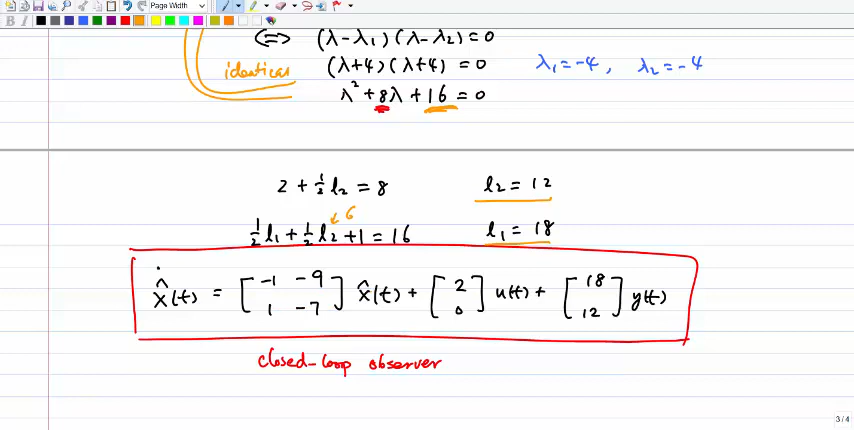 Page Width
⟺ (λ-λ₁)(λ-λ₂)=0
identical (λ+4)(λ+4) = 0 λ₁=-4, λ₂=-4
λ² + 8λ + 16 = 0
2 + ½ l₂ = 8 l₂ = 12
6
½ l₁ + ½ l₂ + 1 = 16 l₁ = 18
x̂̇(t) = [-1 -9; 1 -7] x̂(t) + [2; 0] u(t) + [18; 12] y(t)
closed-loop observer
3 / 4